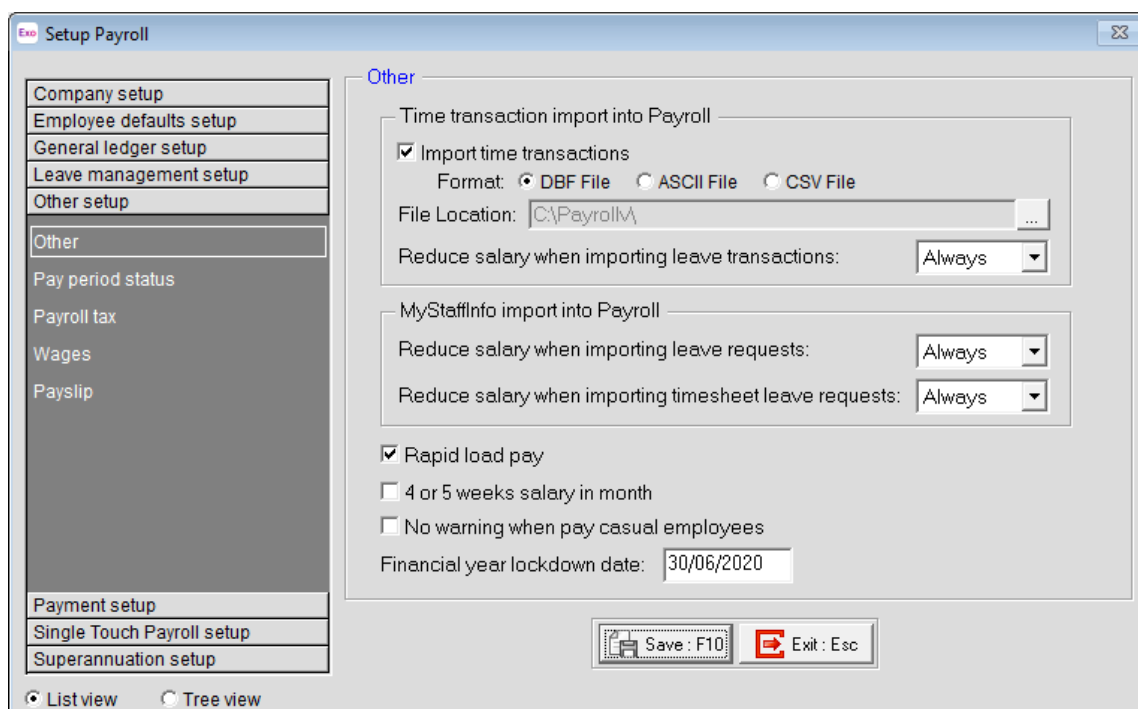 Exo Setup Payroll
Company setup
Employee defaults setup
General ledger setup
Leave management setup
Other setup
Other
Pay period status
Payroll tax
Wages
Payslip
Payment setup
Single Touch Payroll setup
Superannuation setup
List view Tree view
Other
Time transaction import into Payroll
Import time transactions
Format: DBF File ASCII File CSV File
File Location: C:\Payroll\v\ ...
Reduce salary when importing leave transactions: Always
MyStaffInfo import into Payroll
Reduce salary when importing leave requests: Always
Reduce salary when importing timesheet leave requests: Always
Rapid load pay
4 or 5 weeks salary in month
No warning when pay casual employees
Financial year lockdown date: 30/06/2020
Save : F10 Exit : Esc